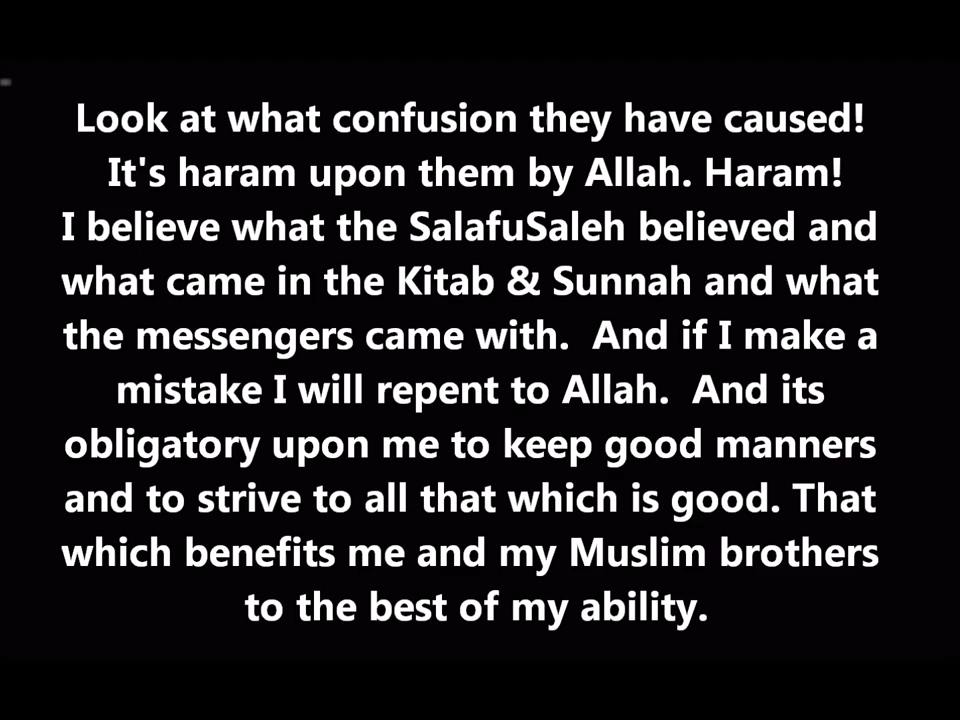 Look at what confusion they have caused!
It's haram upon them by Allah. Haram!
I believe what the SalafuSaleh believed and
what came in the Kitab & Sunnah and what
the messengers came with.  And if I make a
mistake I will repent to Allah.  And its
obligatory upon me to keep good manners
and to strive to all that which is good. That
which benefits me and my Muslim brothers
to the best of my ability.